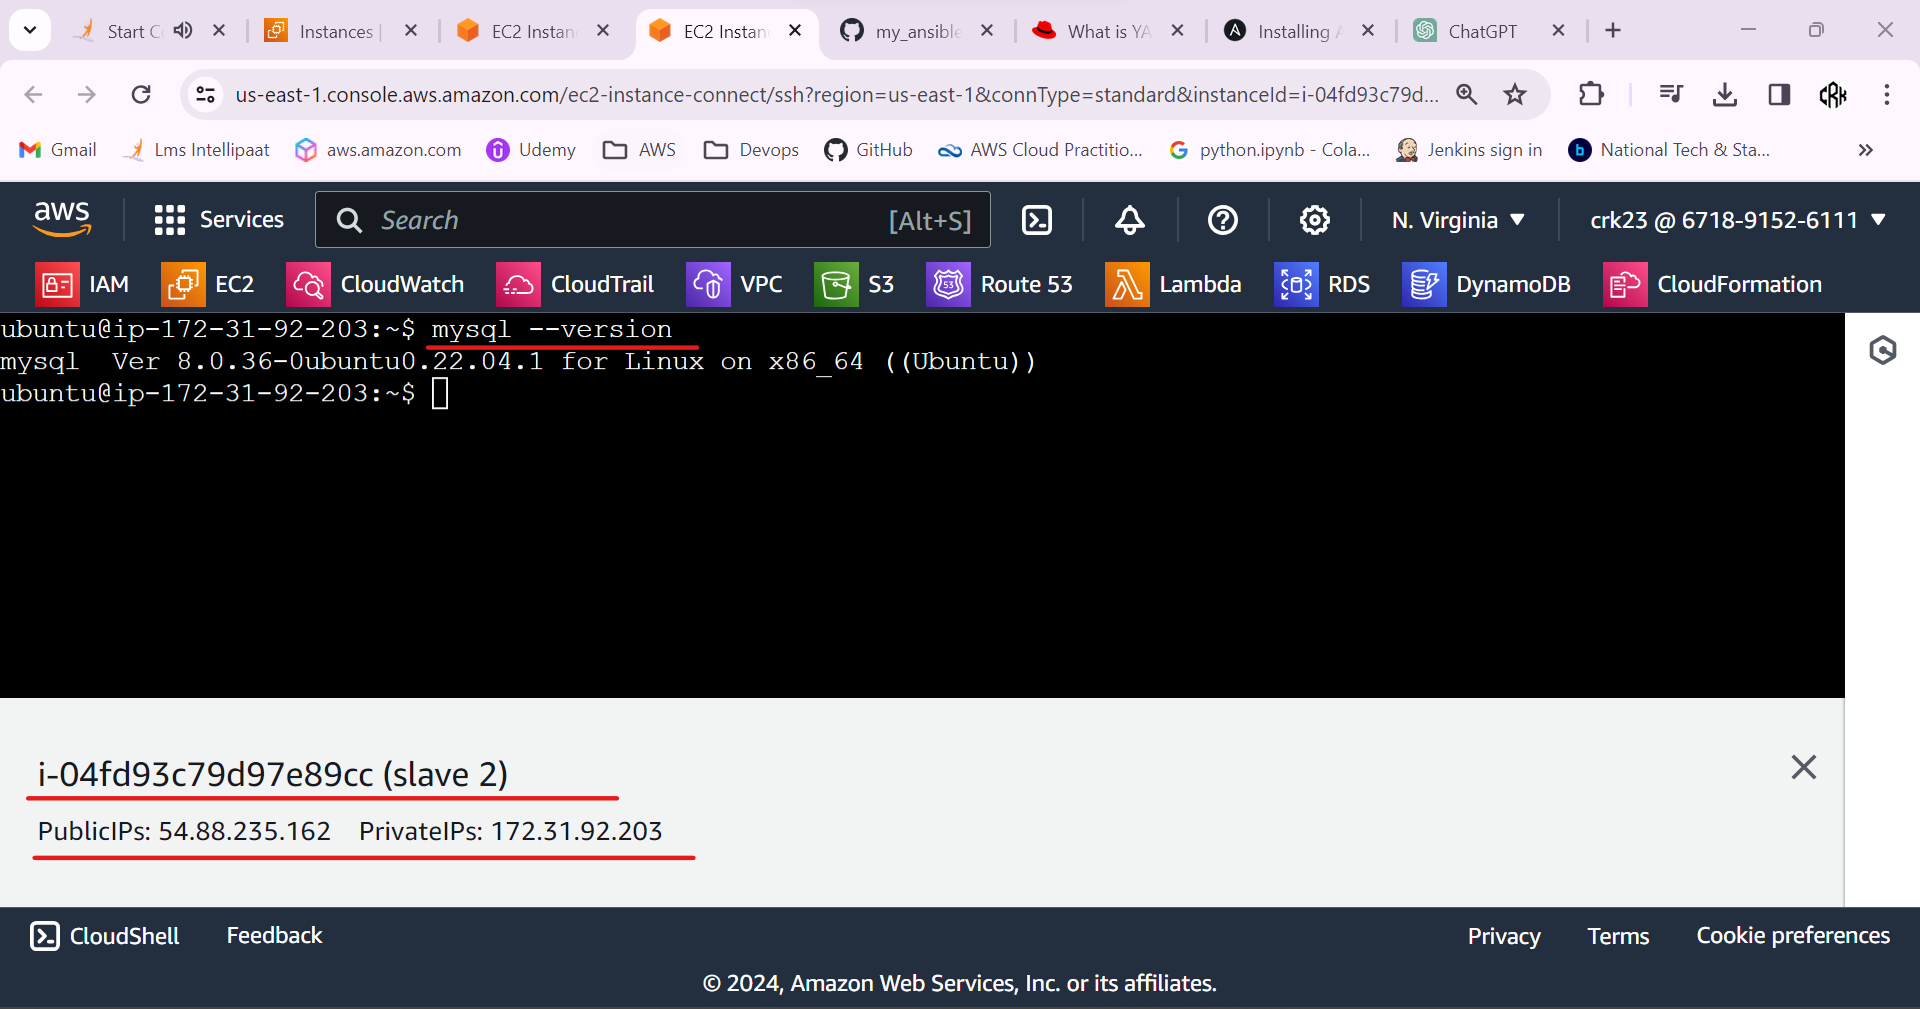 Start C
Instances |
EC2 Instan
EC2 Instan
my_ansible
What is YA
Installing A
ChatGPT
us-east-1.console.aws.amazon.com/ec2-instance-connect/ssh?region=us-east-1&connType=standard&instanceId=i-04fd93c79d...
Gmail Lms Intellipaat aws.amazon.com Udemy AWS Devops GitHub AWS Cloud Practitio... python.ipynb - Cola... Jenkins sign in National Tech & Sta... »
aws Services Search [Alt+S] N. Virginia crk23 @ 6718-9152-6111
IAM EC2 CloudWatch CloudTrail VPC S3 Route 53 Lambda RDS DynamoDB CloudFormation
ubuntu@ip-172-31-92-203:~$ mysql --version
mysql  Ver 8.0.36-0ubuntu0.22.04.1 for Linux on x86_64 ((Ubuntu))
ubuntu@ip-172-31-92-203:~$
i-04fd93c79d97e89cc (slave 2)
PublicIPs: 54.88.235.162 PrivateIPs: 172.31.92.203
CloudShell Feedback Privacy Terms Cookie preferences
© 2024, Amazon Web Services, Inc. or its affiliates.